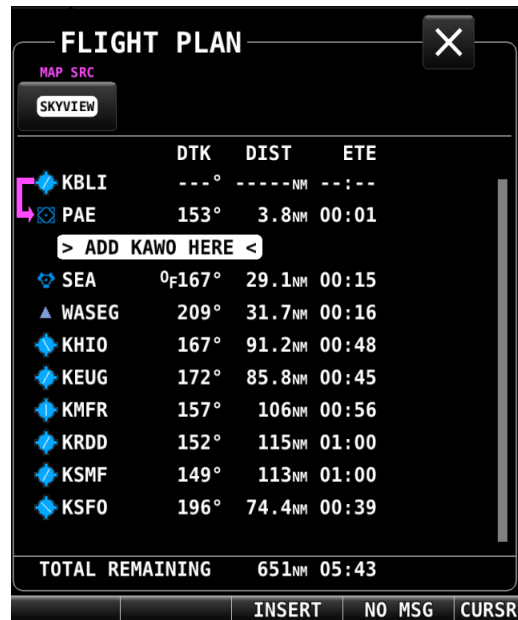 FLIGHT PLAN
MAP SRC
SKYVIEW
DTK DIST ETE
KBLI ---° -----NM --:--
PAE 153° 3.8NM 00:01
> ADD KAWO HERE <
SEA 0F167° 29.1NM 00:15
WASEG 209° 31.7NM 00:16
KHIO 167° 91.2NM 00:48
KEUG 172° 85.8NM 00:45
KMFR 157° 106NM 00:56
KRDD 152° 115NM 01:00
KSMF 149° 113NM 01:00
KSFO 196° 74.4NM 00:39
TOTAL REMAINING 651NM 05:43
INSERT NO MSG CURSR